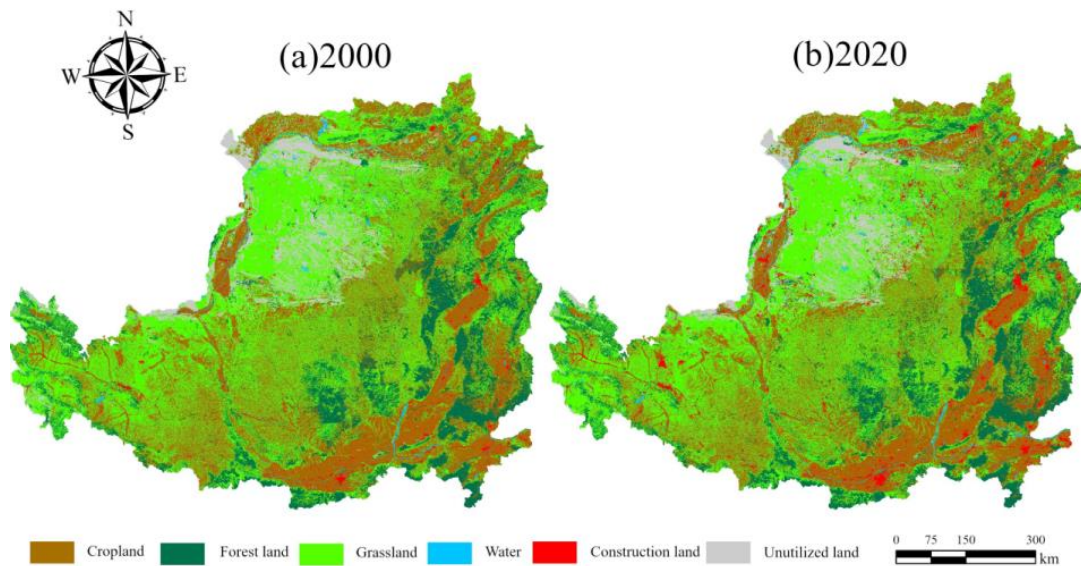 N
W E
S
(a)2000
(b)2020
Cropland Forest land Grassland Water Construction land Unutilized land
0 75 150 300
km